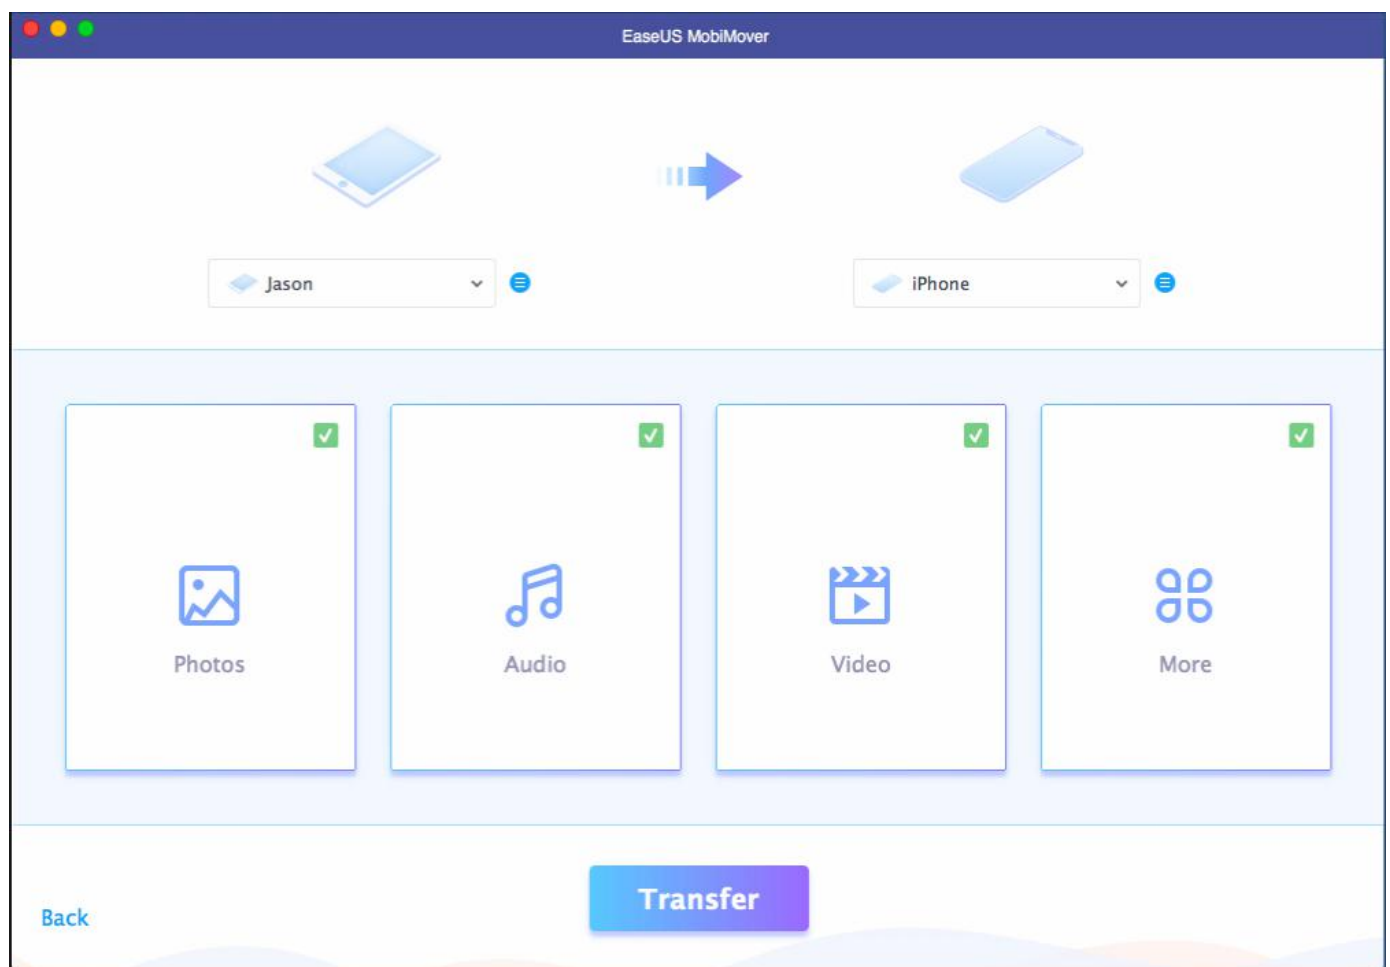 EaseUS MobiMover
Jason
iPhone
Photos
Audio
Video
More
Transfer
Back